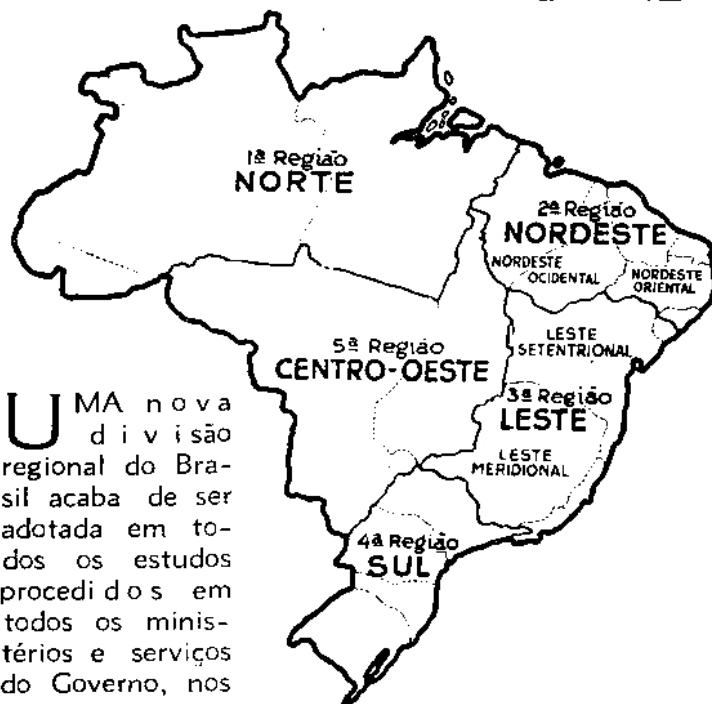 1ª Região
NORTE
2ª Região
NORDESTE
NORDESTE
OCIDENTAL
NORDESTE
ORIENTAL
LESTE
SETENTRIONAL
5ª Região
CENTRO-OESTE
3ª Região
LESTE
LESTE
MERIDIONAL
4ª Região
SUL
UMA nova
divisão
regional do Bra-
sil acaba de ser
adotada em to-
dos os estudos
procedidos em
todos os minis-
térios e serviços
do Governo, nos